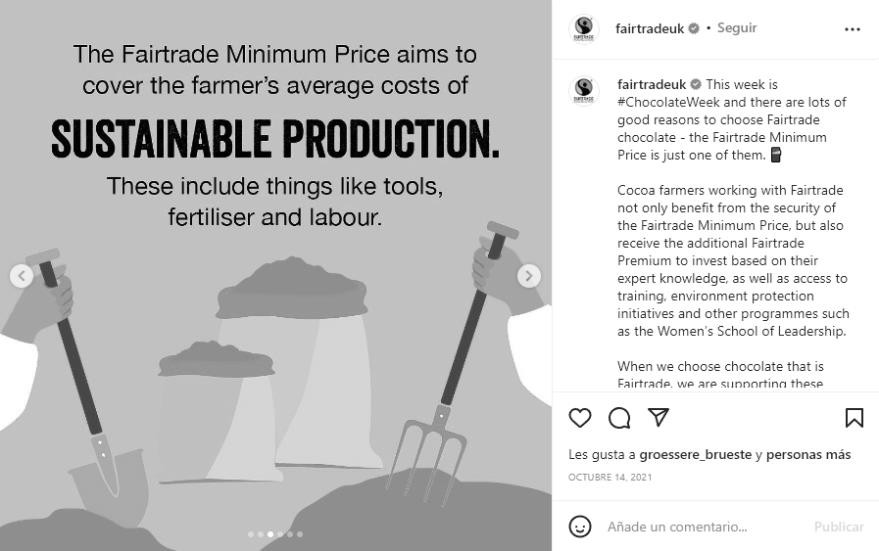 The Fairtrade Minimum Price aims to
cover the farmer's average costs of
SUSTAINABLE PRODUCTION.
These include things like tools,
fertiliser and labour.
fairtradeuk • Seguir
fairtradeuk This week is
#ChocolateWeek and there are lots of
good reasons to choose Fairtrade
chocolate - the Fairtrade Minimum
Price is just one of them.
Cocoa farmers working with Fairtrade
not only benefit from the security of
the Fairtrade Minimum Price, but also
receive the additional Fairtrade
Premium to invest based on their
expert knowledge, as well as access to
training, environment protection
initiatives and other programmes such
as the Women's School of Leadership.
When we choose chocolate that is
Fairtrade, we are supporting these
Les gusta a groessere_brueste y personas más
OCTUBRE 14, 2021
Añade un comentario...
Publicar